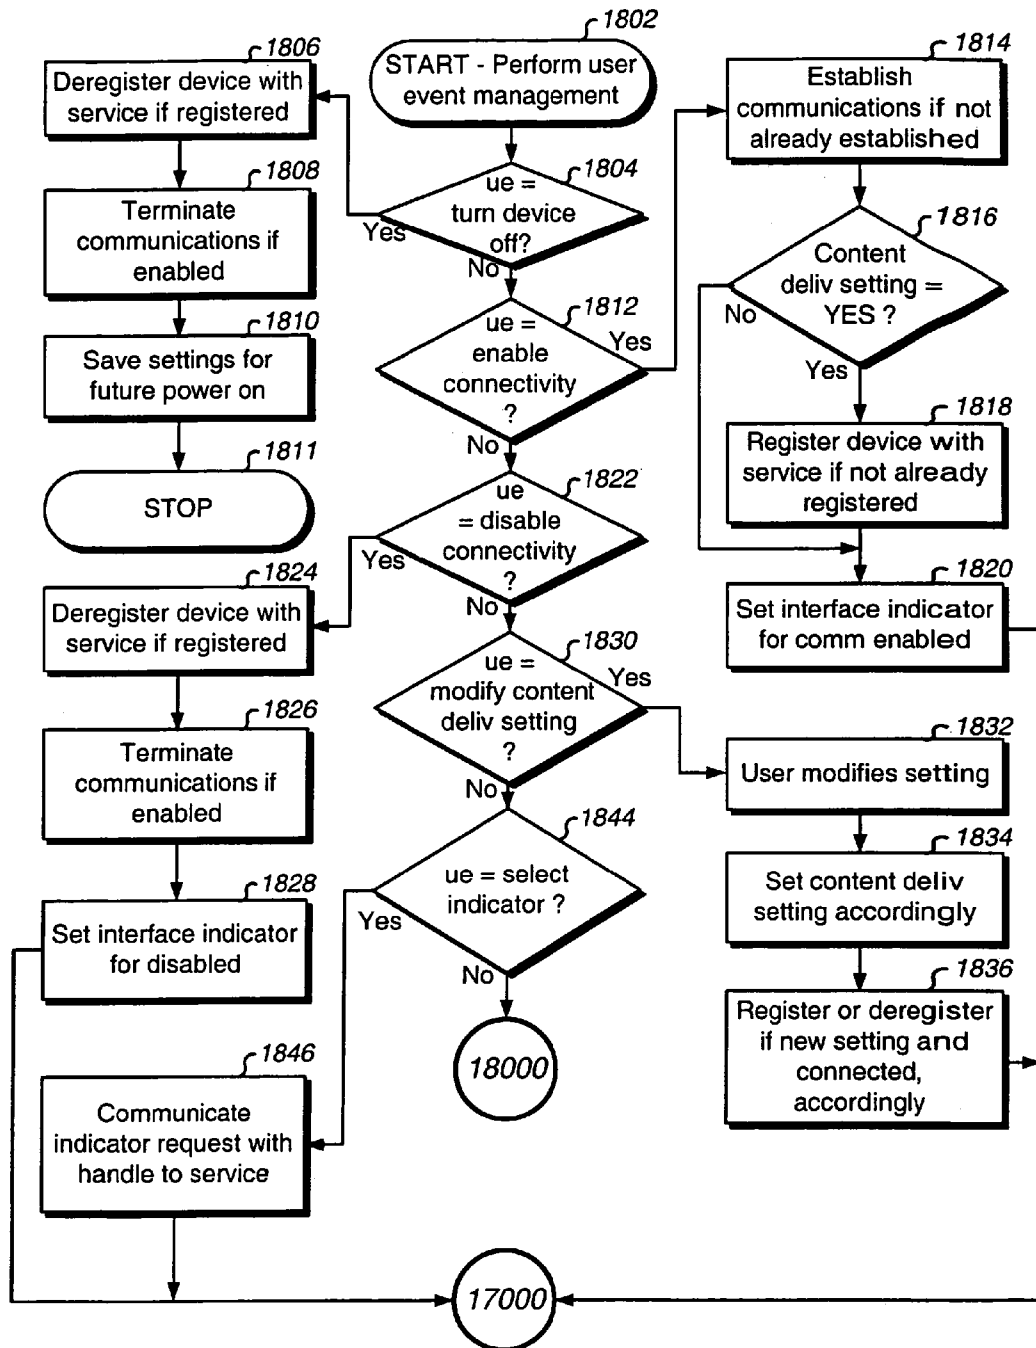 1802
START - Perform user
event management
1804
ue =
turn device
off?
Yes
No
1806
Deregister device with
service if registered
1808
Terminate
communications if
enabled
1810
Save settings for
future power on
1811
STOP
1812
ue =
enable
connectivity
?
Yes
No
1814
Establish
communications if not
already established
1816
Content
deliv setting =
YES ?
No
Yes
1818
Register device with
service if not already
registered
1820
Set interface indicator
for comm enabled
1822
ue
= disable
connectivity
?
Yes
No
1824
Deregister device with
service if registered
1826
Terminate
communications if
enabled
1828
Set interface indicator
for disabled
1830
ue =
modify content
deliv setting
?
Yes
No
1832
User modifies setting
1834
Set content deliv
setting accordingly
1836
Register or deregister
if new setting and
connected,
accordingly
1844
ue = select
indicator ?
Yes
No
1846
Communicate
indicator request with
handle to service
18000
17000